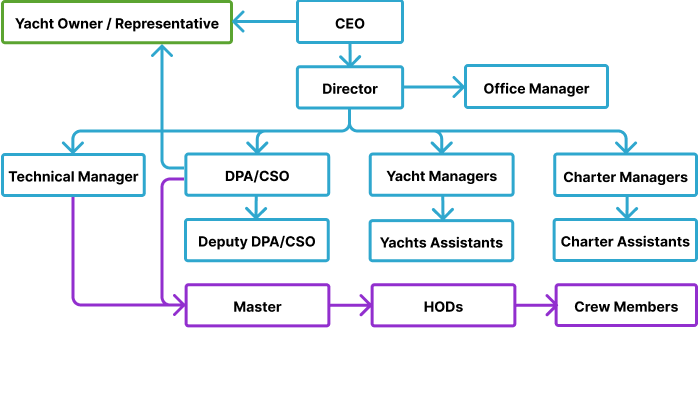 Yacht Owner / Representative
CEO
Director
Office Manager
Technical Manager
DPA/CSO
Yacht Managers
Charter Managers
Deputy DPA/CSO
Yachts Assistants
Charter Assistants
Master
HODs
Crew Members